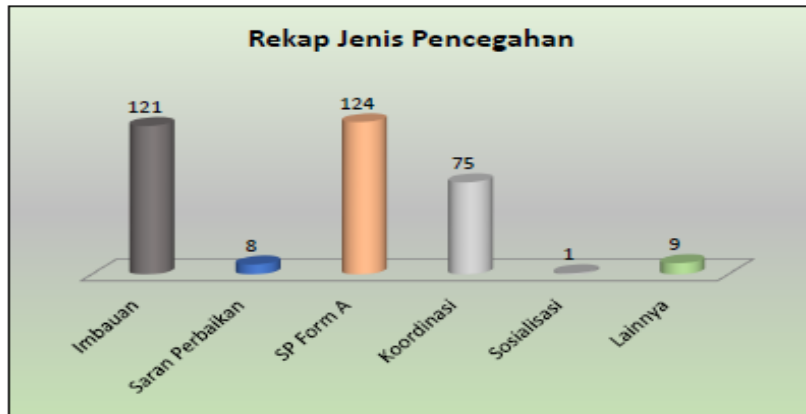 Rekap Jenis Pencegahan
121
8
124
75
1
9
Imbauan
Saran Perbaikan
SP Form A
Koordinasi
Sosialisasi
Lainnya